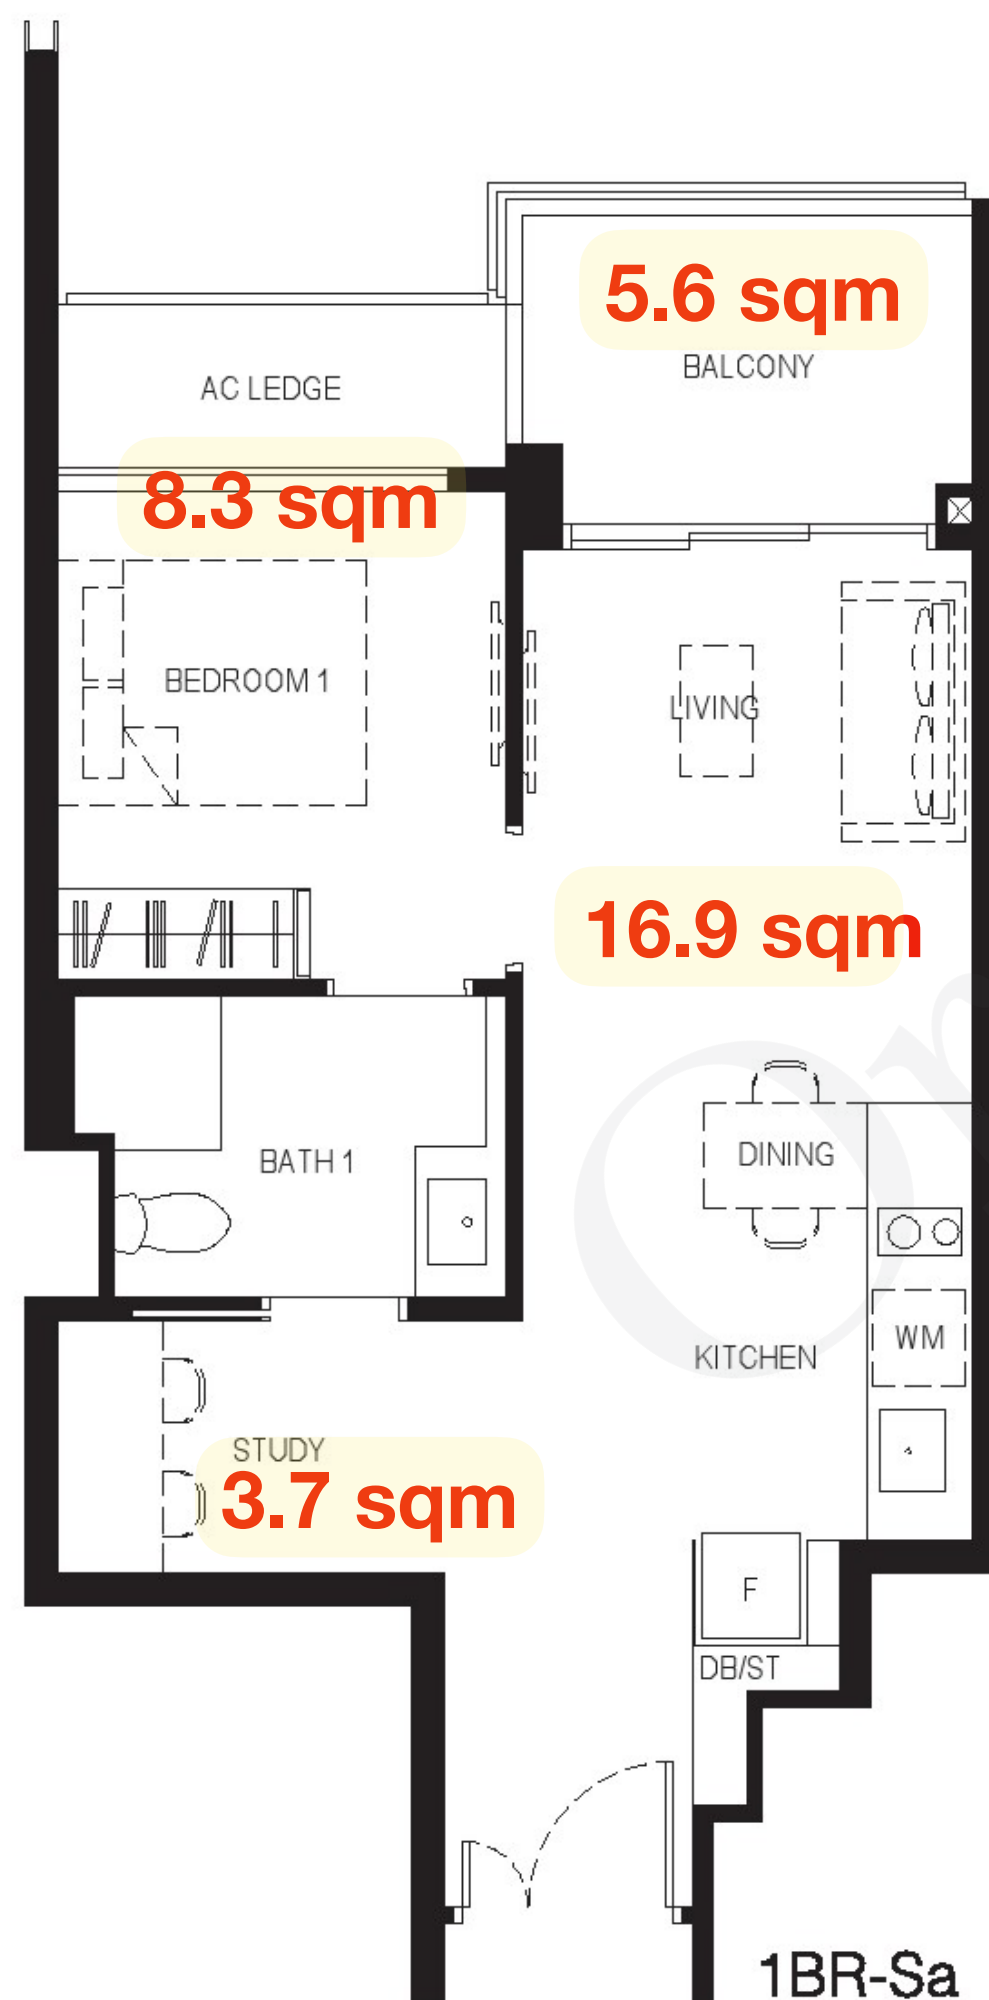 5.6 sqm
BALCONY
AC LEDGE
8.3 sqm
BEDROOM 1
LIVING
16.9 sqm
DINING
BATH 1
WM
KITCHEN
STUDY
3.7 sqm
F
DB/ST
1BR-Sa